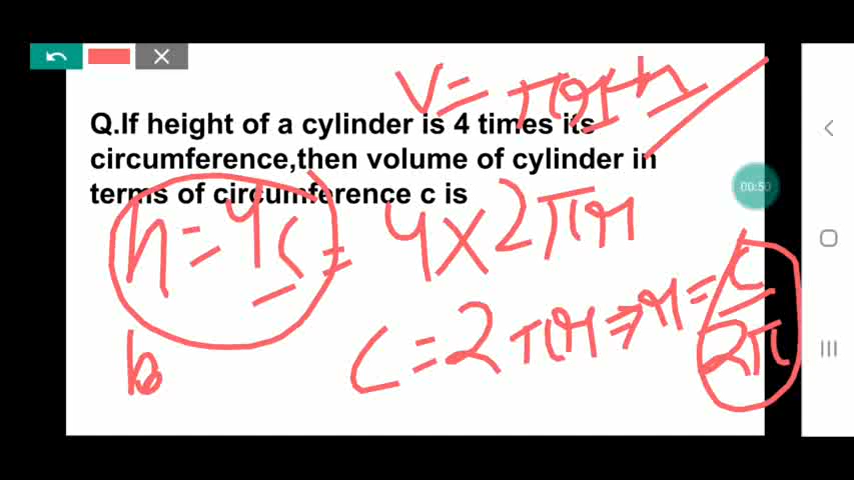 V = πr²h
Q.If height of a cylinder is 4 times its
circumference,then volume of cylinder in
terms of circumference c is
00:50
h = 4c = 4×2πr
C = 2πr ⇒ r = c/2π